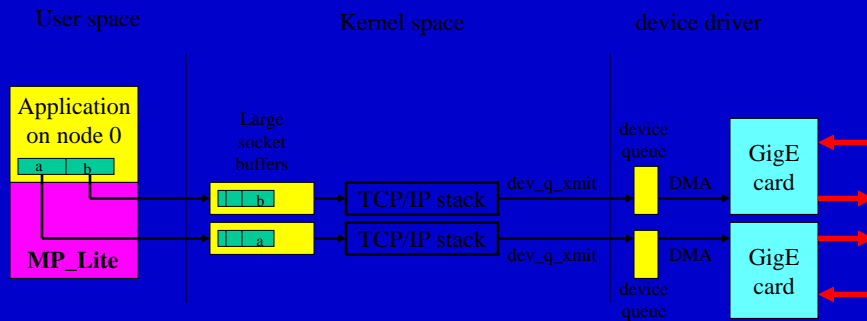 User space
Kernel space
device driver
Application
on node 0
a
b
MP_Lite
Large
socket
buffers
b
a
TCP/IP stack
TCP/IP stack
dev_q_xmit
dev_q_xmit
device
queue
device
queue
DMA
DMA
GigE
card
GigE
card